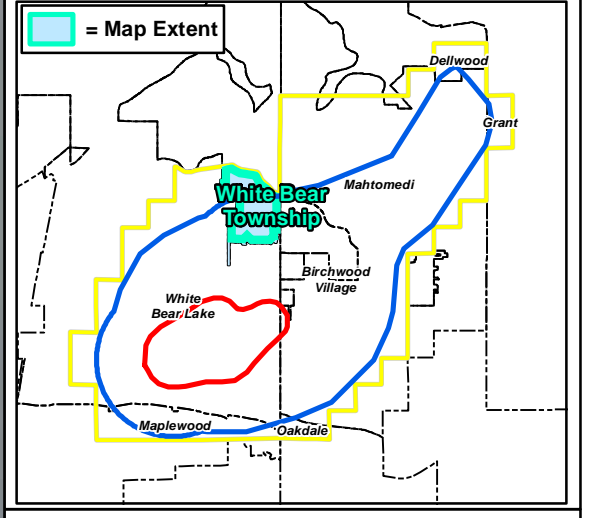 = Map Extent
Dellwood
Grant
Mahtomedi
White Bear
Township
Birchwood
Village
White
Bear Lake
Maplewood
Oakdale